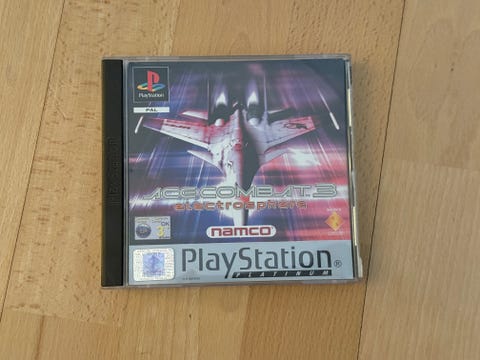 PlayStation
PAL
ACE COMBAT 3
electrosphere
namco
PlayStation®
PLATINUM